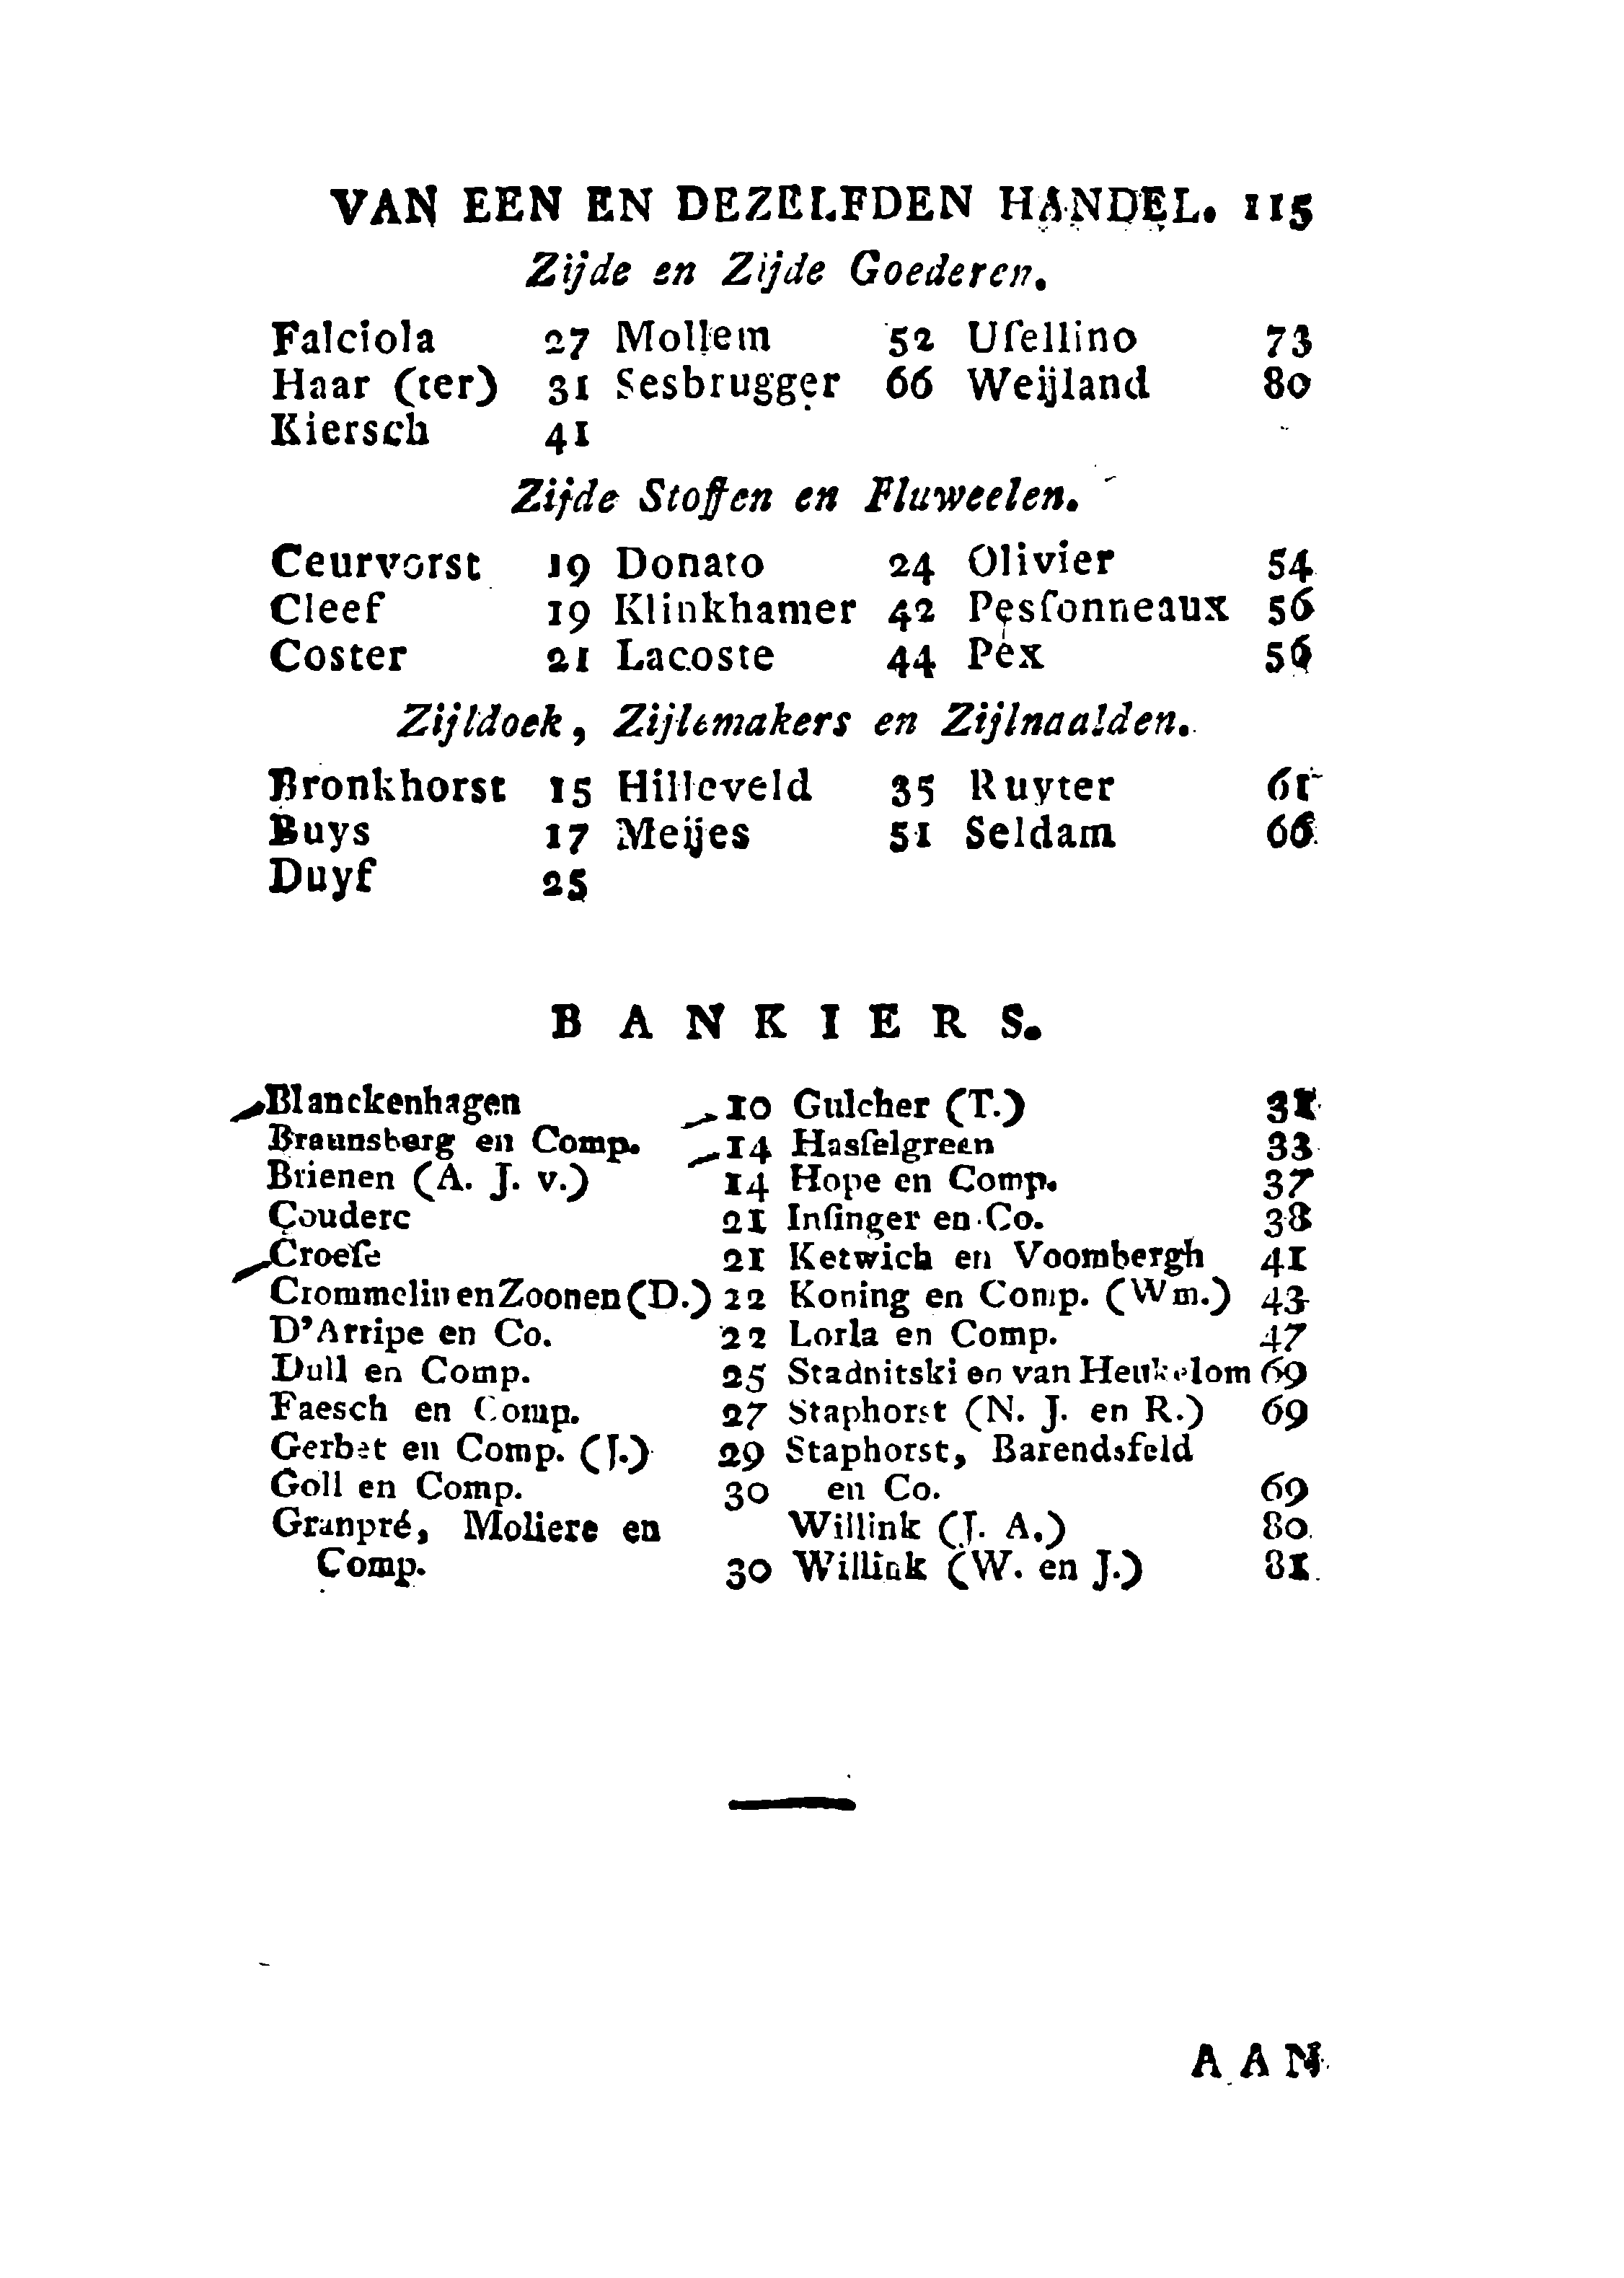 VAN EEN EN DEZELFDEN HANDEL. 115
Zijde en Zijde Goederen.
Falciola 27 Mollem 52 Uſellino 73
Haar (ter) 31 Sesbrugger 66 Weijland 80
Kiersch 41
Zijde Stoffen en Fluweelen.
Ceurvorst 19 Donato 24 Olivier 54
Cleef 19 Klinkhamer 42 Pesſonneaux 56
Coster 21 Lacoste 44 Pex 56
Zijldoek, Zijlemakers en Zijlnaalden.
Bronkhorst 15 Hilleveld 35 Ruyter 61
Buys 17 Meijes 51 Seldam 66
Duyf 25
BANKIERS.
Blanckenhagen 10 Gulcher (T.) 31
Braunsberg en Comp. 14 Hasſelgreen 33
Brienen (A. J. v.) 14 Hope en Comp. 37
Couderc 21 Inſinger en Co. 38
Croeſe 21 Ketwich en Voombergh 41
Crommelin en Zoonen (D.) 22 Koning en Comp. (Wm.) 43
D'Arripe en Co. 22 Lorla en Comp. 47
Dull en Comp. 25 Stadnitski en van Heukelom 69
Faesch en Comp. 27 Staphorst (N. J. en R.) 69
Gerbet en Comp. (J.) 29 Staphorst, Barendsfeld
Goll en Comp. 30 en Co. 69
Granpré, Moliere en Willink (J. A.) 80
Comp. 30 Willink (W. en J.) 81
AAN